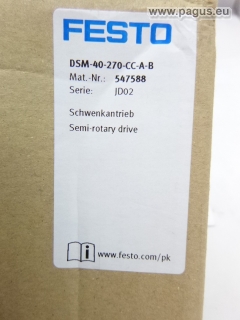 www.pagus.eu
FESTO
DSM-40-270-CC-A-B
Mat.-Nr.: 547588
Serie: JD02
Schwenkantrieb
Semi-rotary drive
www.festo.com/pk